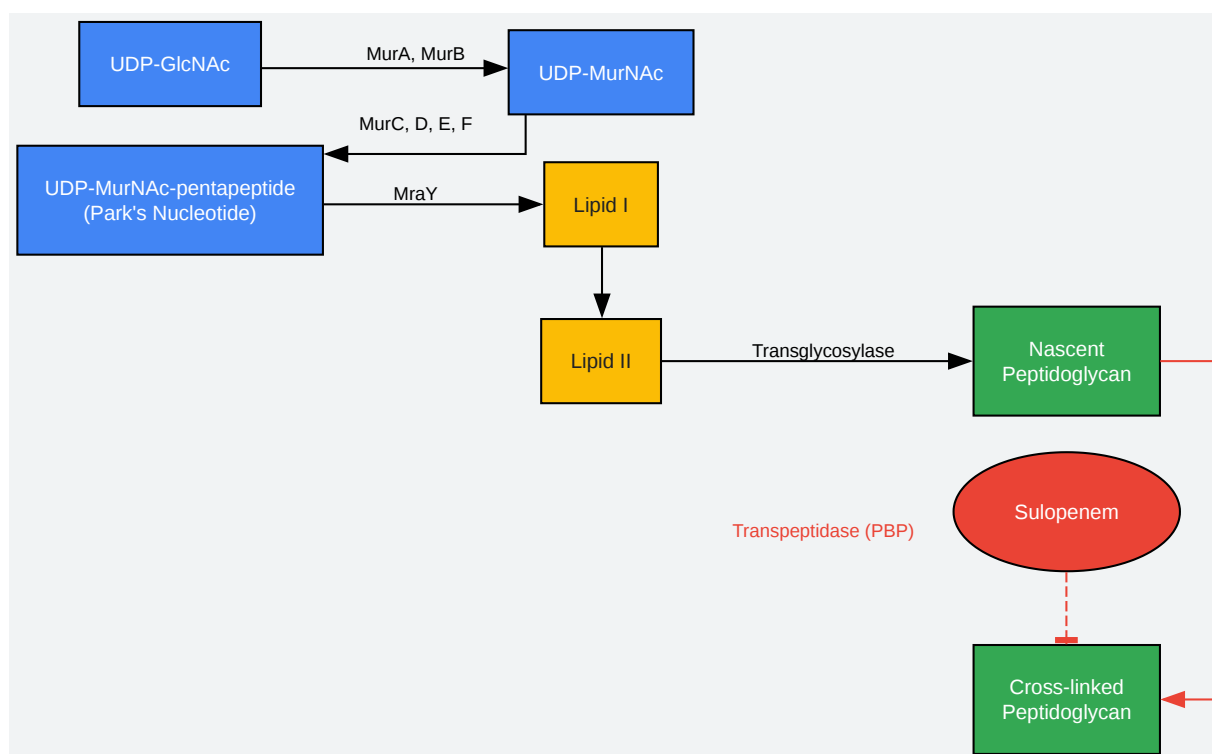 UDP-GlcNAc
MurA, MurB
UDP-MurNAc
MurC, D, E, F
UDP-MurNAc-pentapeptide
(Park's Nucleotide)
MraY
Lipid I
Lipid II
Transglycosylase
Nascent
Peptidoglycan
Sulopenem
Transpeptidase (PBP)
Cross-linked
Peptidoglycan